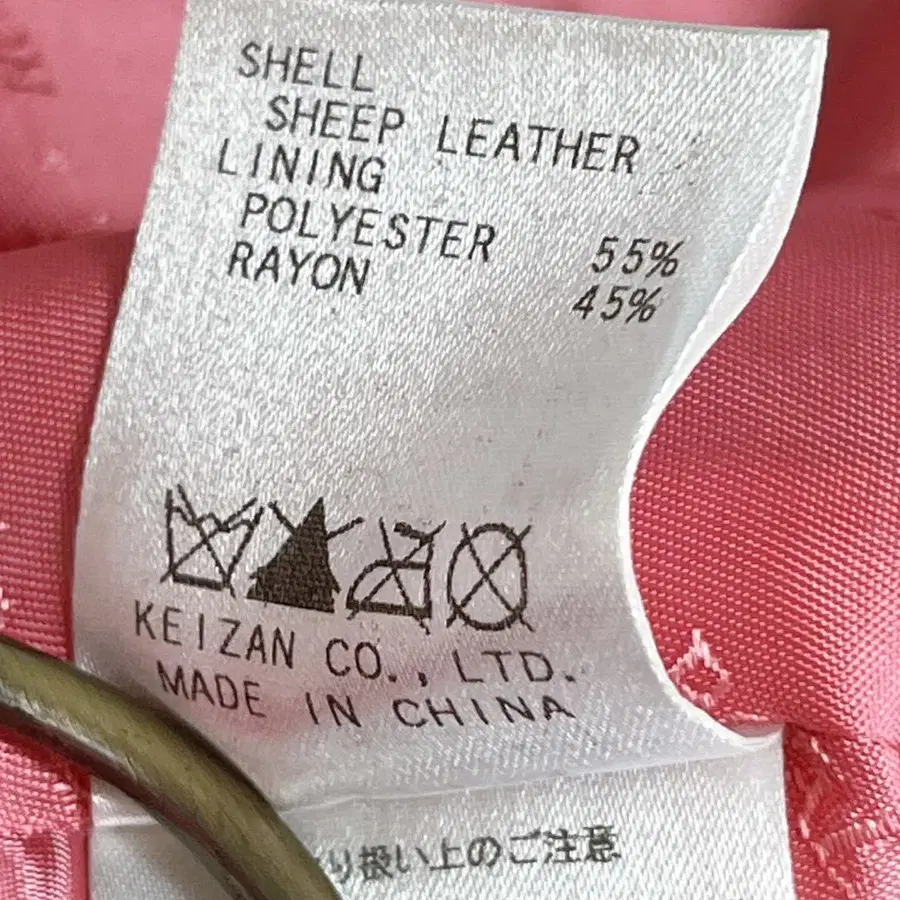 SHELL
SHEEP LEATHER
LINING
POLYESTER 55%
RAYON 45%
KEIZAN CO., LTD.
MADE IN CHINA
り扱い上のご注意